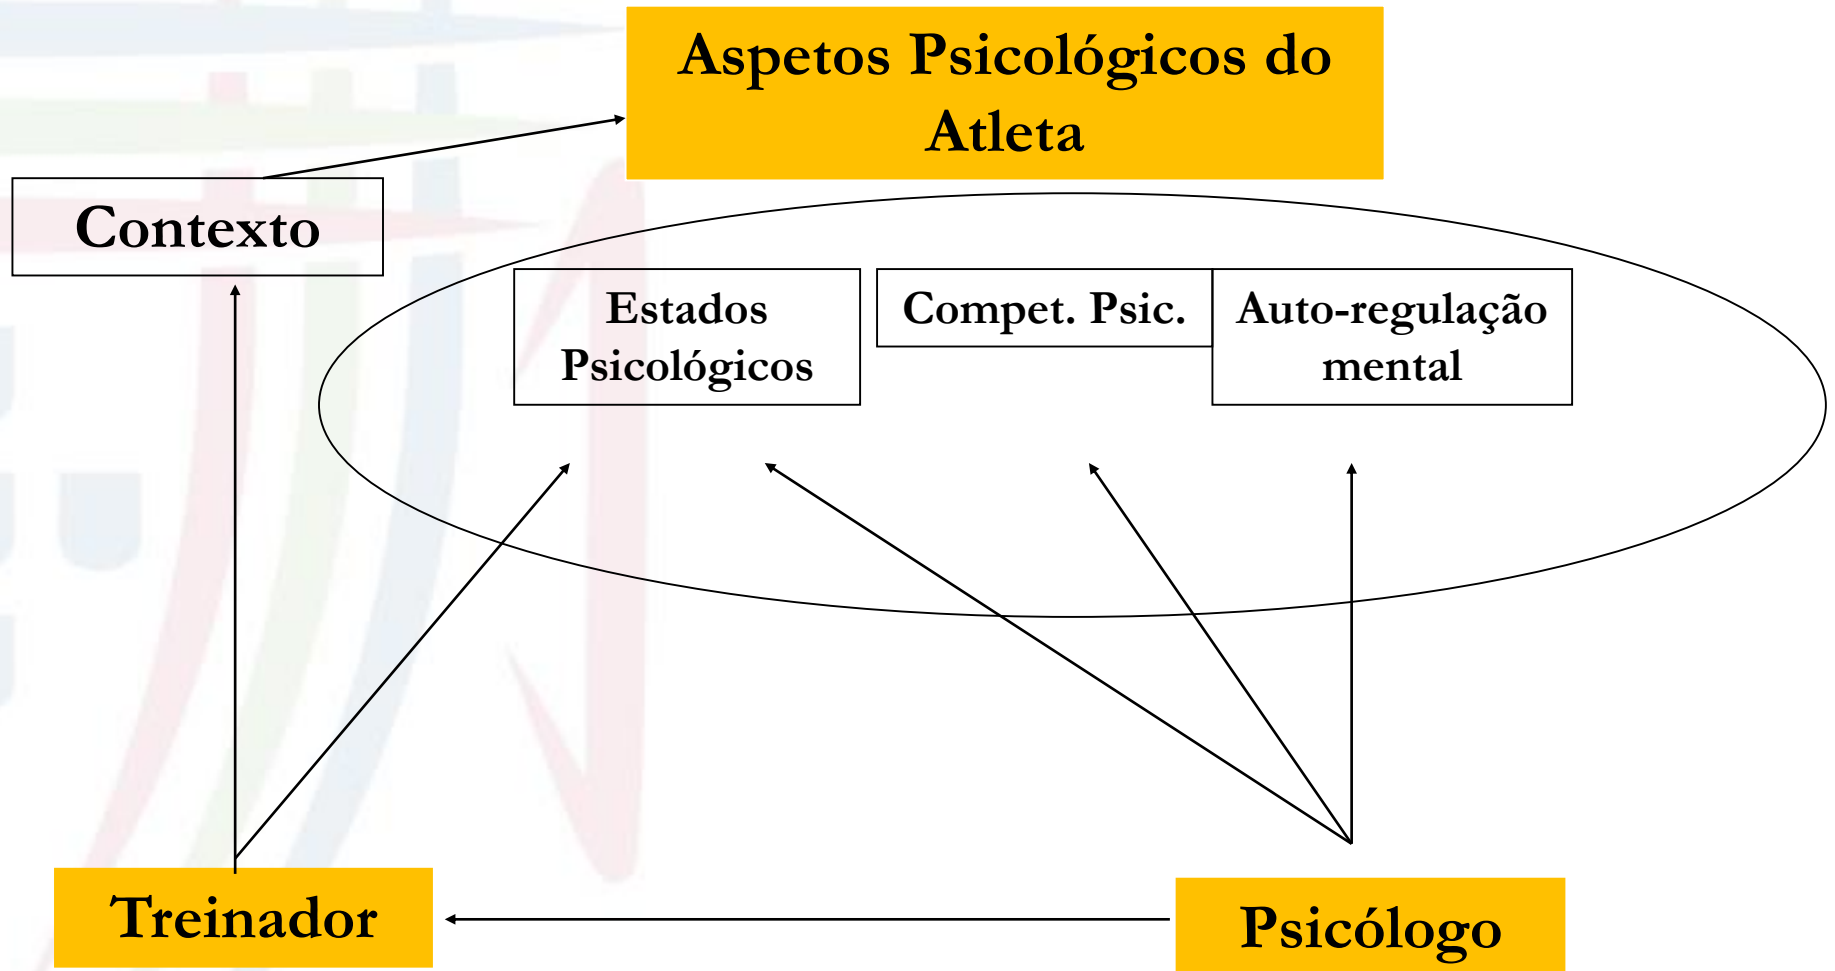 Aspetos Psicológicos do
Atleta
Contexto
Estados
Psicológicos
Compet. Psic.
Auto-regulação
mental
Treinador
Psicólogo